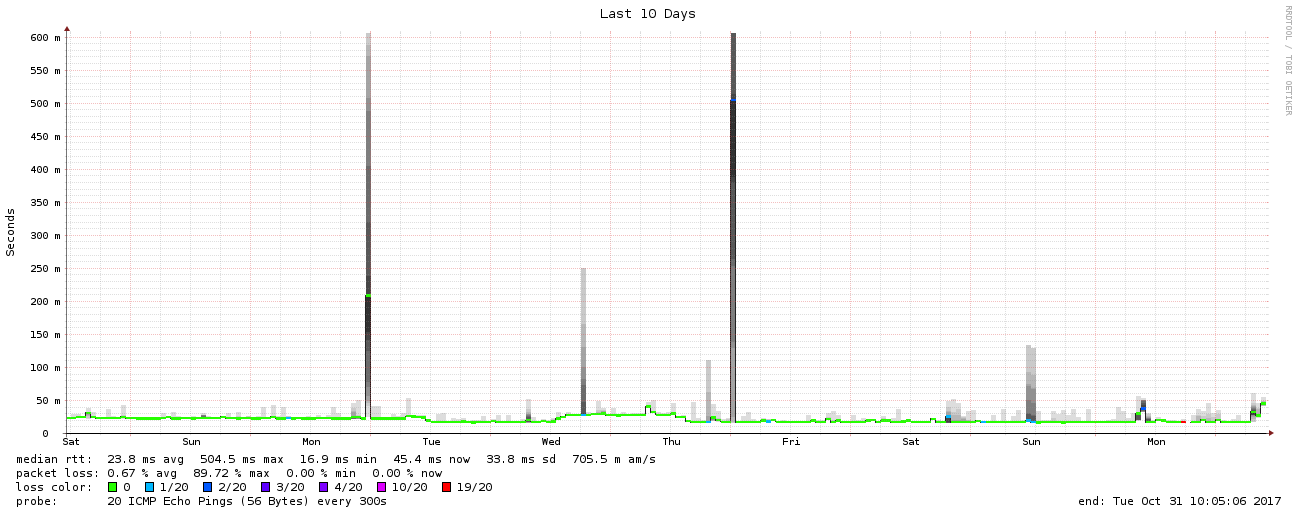 Last 10 Days
RRDTOOL / TOBI OETIKER
Seconds
600 m
550 m
500 m
450 m
400 m
350 m
300 m
250 m
200 m
150 m
100 m
50 m
0
Sat Sun Mon Tue Wed Thu Fri Sat Sun Mon
median rtt: 23.8 ms avg 504.5 ms max 16.9 ms min 45.4 ms now 33.8 ms sd 705.5 m am/s
packet loss: 0.67 % avg 89.72 % max 0.00 % min 0.00 % now
loss color: 0 1/20 2/20 3/20 4/20 10/20 19/20
probe: 20 ICMP Echo Pings (56 Bytes) every 300s end: Tue Oct 31 10:05:06 2017